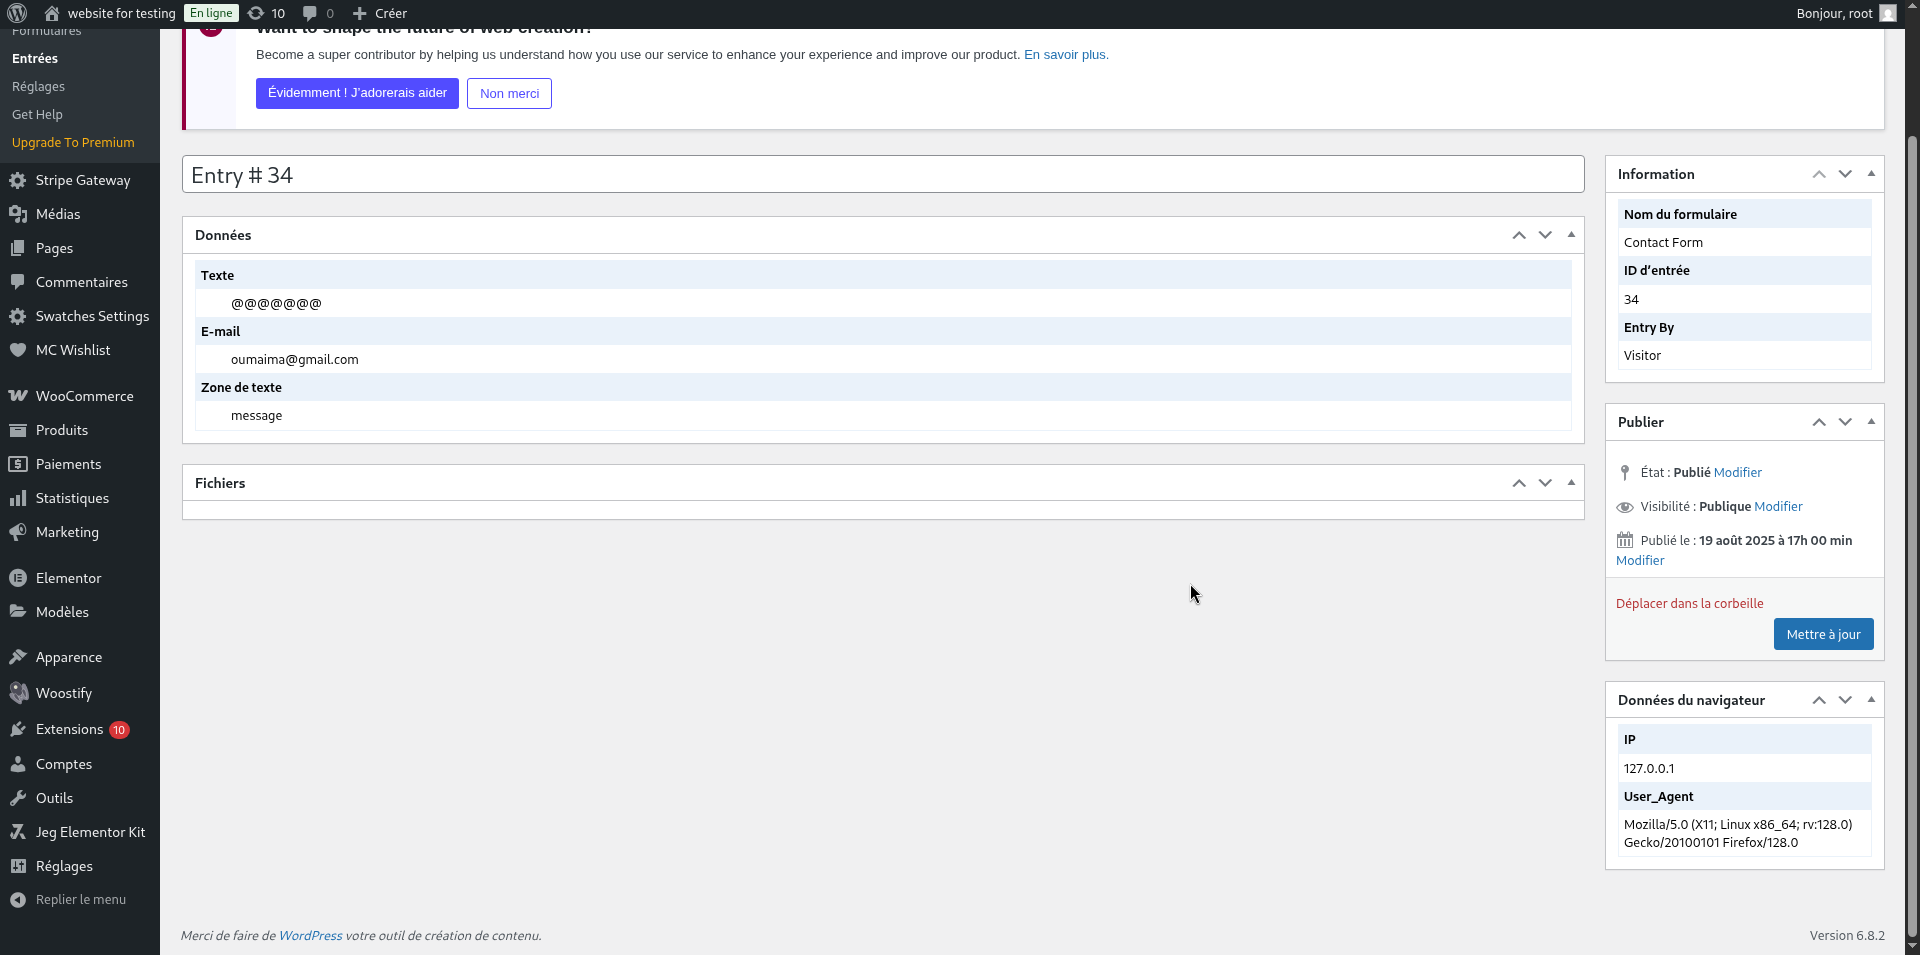 website for testing En ligne 10 0 Créer Bonjour, root
Formulaires
Entrées
Réglages
Get Help
Upgrade To Premium
Stripe Gateway
Médias
Pages
Commentaires
Swatches Settings
MC Wishlist
WooCommerce
Produits
Paiements
Statistiques
Marketing
Elementor
Modèles
Apparence
Woostify
Extensions 10
Comptes
Outils
Jeg Elementor Kit
Réglages
Replier le menu
Want to shape the future of web creation?
Become a super contributor by helping us understand how you use our service to enhance your experience and improve our product. En savoir plus.
Évidemment ! J'adorerais aider Non merci
Entry # 34
Données
Texte
@@@@@@@
E-mail
oumaima@gmail.com
Zone de texte
message
Fichiers
Information
Nom du formulaire
Contact Form
ID d'entrée
34
Entry By
Visitor
Publier
État : Publié Modifier
Visibilité : Publique Modifier
Publié le : 19 août 2025 à 17h 00 min
Modifier
Déplacer dans la corbeille
Mettre à jour
Données du navigateur
IP
127.0.0.1
User_Agent
Mozilla/5.0 (X11; Linux x86_64; rv:128.0)
Gecko/20100101 Firefox/128.0
Merci de faire de WordPress votre outil de création de contenu.
Version 6.8.2